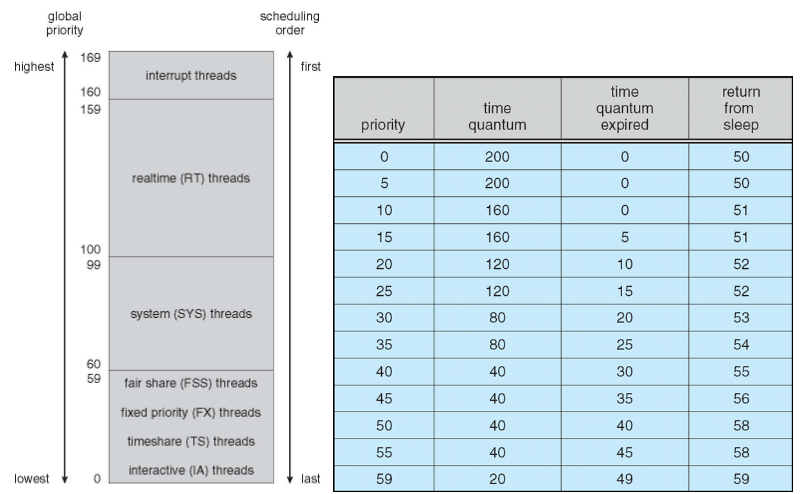 global
priority
scheduling
order
highest
169
first
interrupt threads
160
159
realtime (RT) threads
100
99
system (SYS) threads
60
59
fair share (FSS) threads
fixed priority (FX) threads
timeshare (TS) threads
interactive (IA) threads
lowest
0
last
priority
time
quantum
time
quantum
expired
return
from
sleep
0 200 0 50
5 200 0 50
10 160 0 51
15 160 5 51
20 120 10 52
25 120 15 52
30 80 20 53
35 80 25 54
40 40 30 55
45 40 35 56
50 40 40 58
55 40 45 58
59 20 49 59